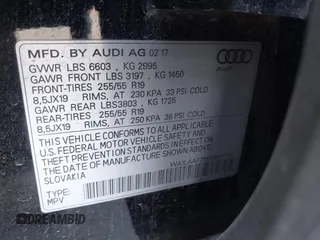 MFD. BY AUDI AG 02 17
GVWR LBS 6603 , KG 2995
GAWR FRONT LBS 3197 , KG 1450
FRONT-TIRES 255/55 R19
8,5JX19 RIMS, AT 230 KPA 33 PSI COLD
GAWR REAR LBS3803 , KG 1725
REAR-TIRES 255/55 R19
8,5JX19 RIMS, AT 250 KPA 36 PSI COLD
THIS VEHICLE CONFORMS TO ALL
APPLICABLE FEDERAL MOTOR VEHICLE
SAFETY STANDARDS IN EFFECT ON
THE DATE OF MANUFACTURE SHOWN ABOVE.
SLOVAKIA
TYPE:
MPV
DREAMBID